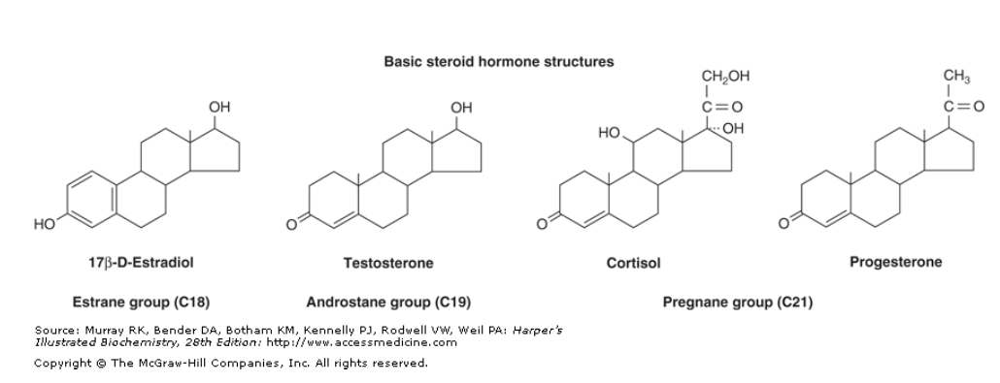 Basic steroid hormone structures
OH
HO
OH
O
CH₂OH
C=O
HO
OH
O
CH₃
C=O
O
17β-D-Estradiol
Testosterone
Cortisol
Progesterone
Estrane group (C18)
Androstane group (C19)
Pregnane group (C21)
Source: Murray RK, Bender DA, Botham KM, Kennelly PJ, Rodwell VW, Weil PA: Harper's
Illustrated Biochemistry, 28th Edition: http://www.accessmedicine.com
Copyright © The McGraw-Hill Companies, Inc. All rights reserved.